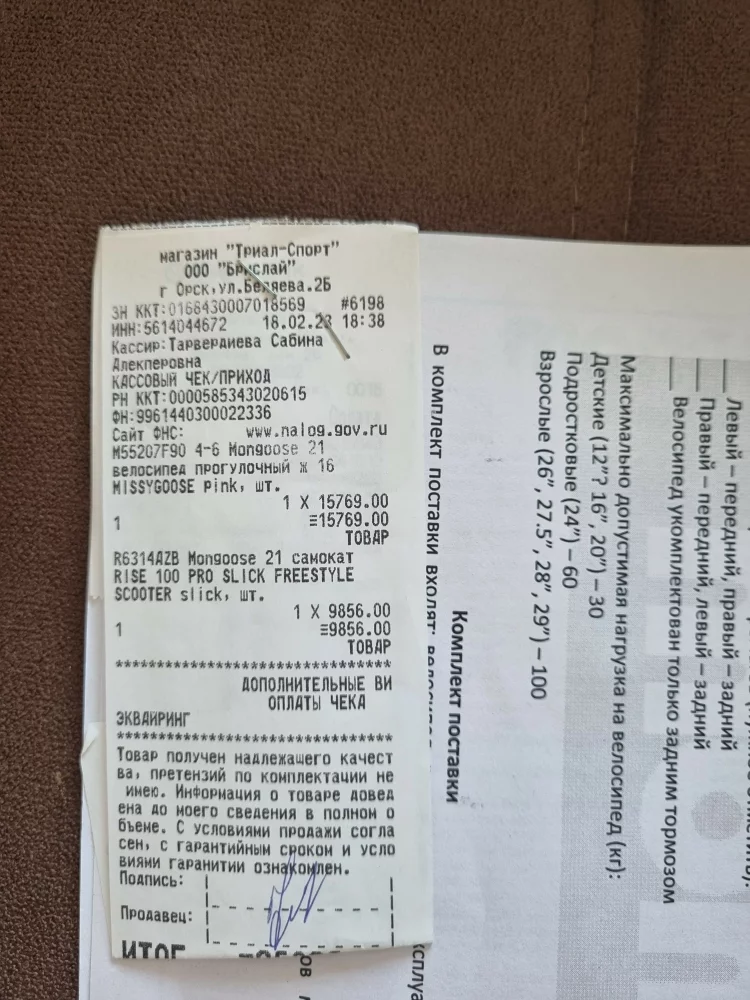 магазин "Триал-Спорт"
ООО "Бруслай"
г Орск,ул.Беляева.2Б
ЗН ККТ:0168430007018569 #6198
ИНН:5614044672 18.02.23 18:38
Кассир:Тарвердиева Сабина
Алекперовна
КАССОВЫЙ ЧЕК/ПРИХОД
РН ККТ:0000585343020615
ФН:9961440300022336
Сайт ФНС: www.nalog.gov.ru
M55207F90 4-6 Mongoose 21
велосипед прогулочный ж 16
MISSYGOOSE Pink, шт.
1 X 15769.00
1 ≡15769.00
ТОВАР
R6314AZB Mongoose 21 самокат
RISE 100 PRO SLICK FREESTYLE
SCOOTER slick, шт.
1 X 9856.00
1 ≡9856.00
ТОВАР
********************************
ДОПОЛНИТЕЛЬНЫЕ ВИ
ОПЛАТЫ ЧЕКА
ЭКВАЙРИНГ
********************************
Товар получен надлежащего качест
ва, претензий по комплектации не
имею. Информация о товаре довед
ена до моего сведения в полном о
бъеме. С условиями продажи согла
сен, с гарантийным сроком и усло
виями гаранитии ознакомлен.
Подпись:
Продавец:
ИТОГ
Левый – передний, правый – задний
Правый – передний, левый – задний
Велосипед укомплектован только задним тормозом
Максимально допустимая нагрузка на велосипед (кг):
Детские (12"? 16", 20") – 30
Подростковые (24") – 60
Взрослые (26", 27.5", 28", 29") – 100
Комплект поставки
В комплект поставки входят: